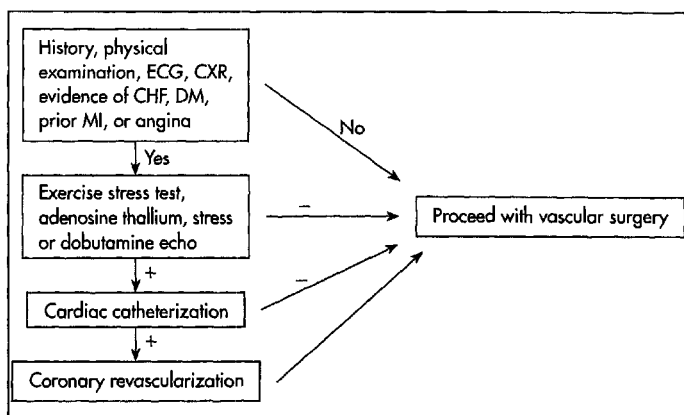 History, physical
examination, ECG, CXR,
evidence of CHF, DM,
prior MI, or angina
No
Yes
Exercise stress test,
adenosine thallium, stress
or dobutamine echo
–
Proceed with vascular surgery
+
–
Cardiac catheterization
+
Coronary revascularization